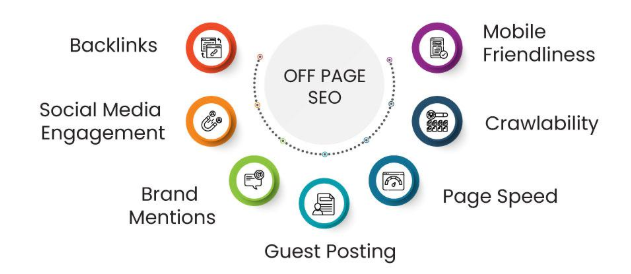 Backlinks
Social Media
Engagement
Brand
Mentions
Guest Posting
Page Speed
Crawlability
Mobile
Friendliness
OFF PAGE
SEO